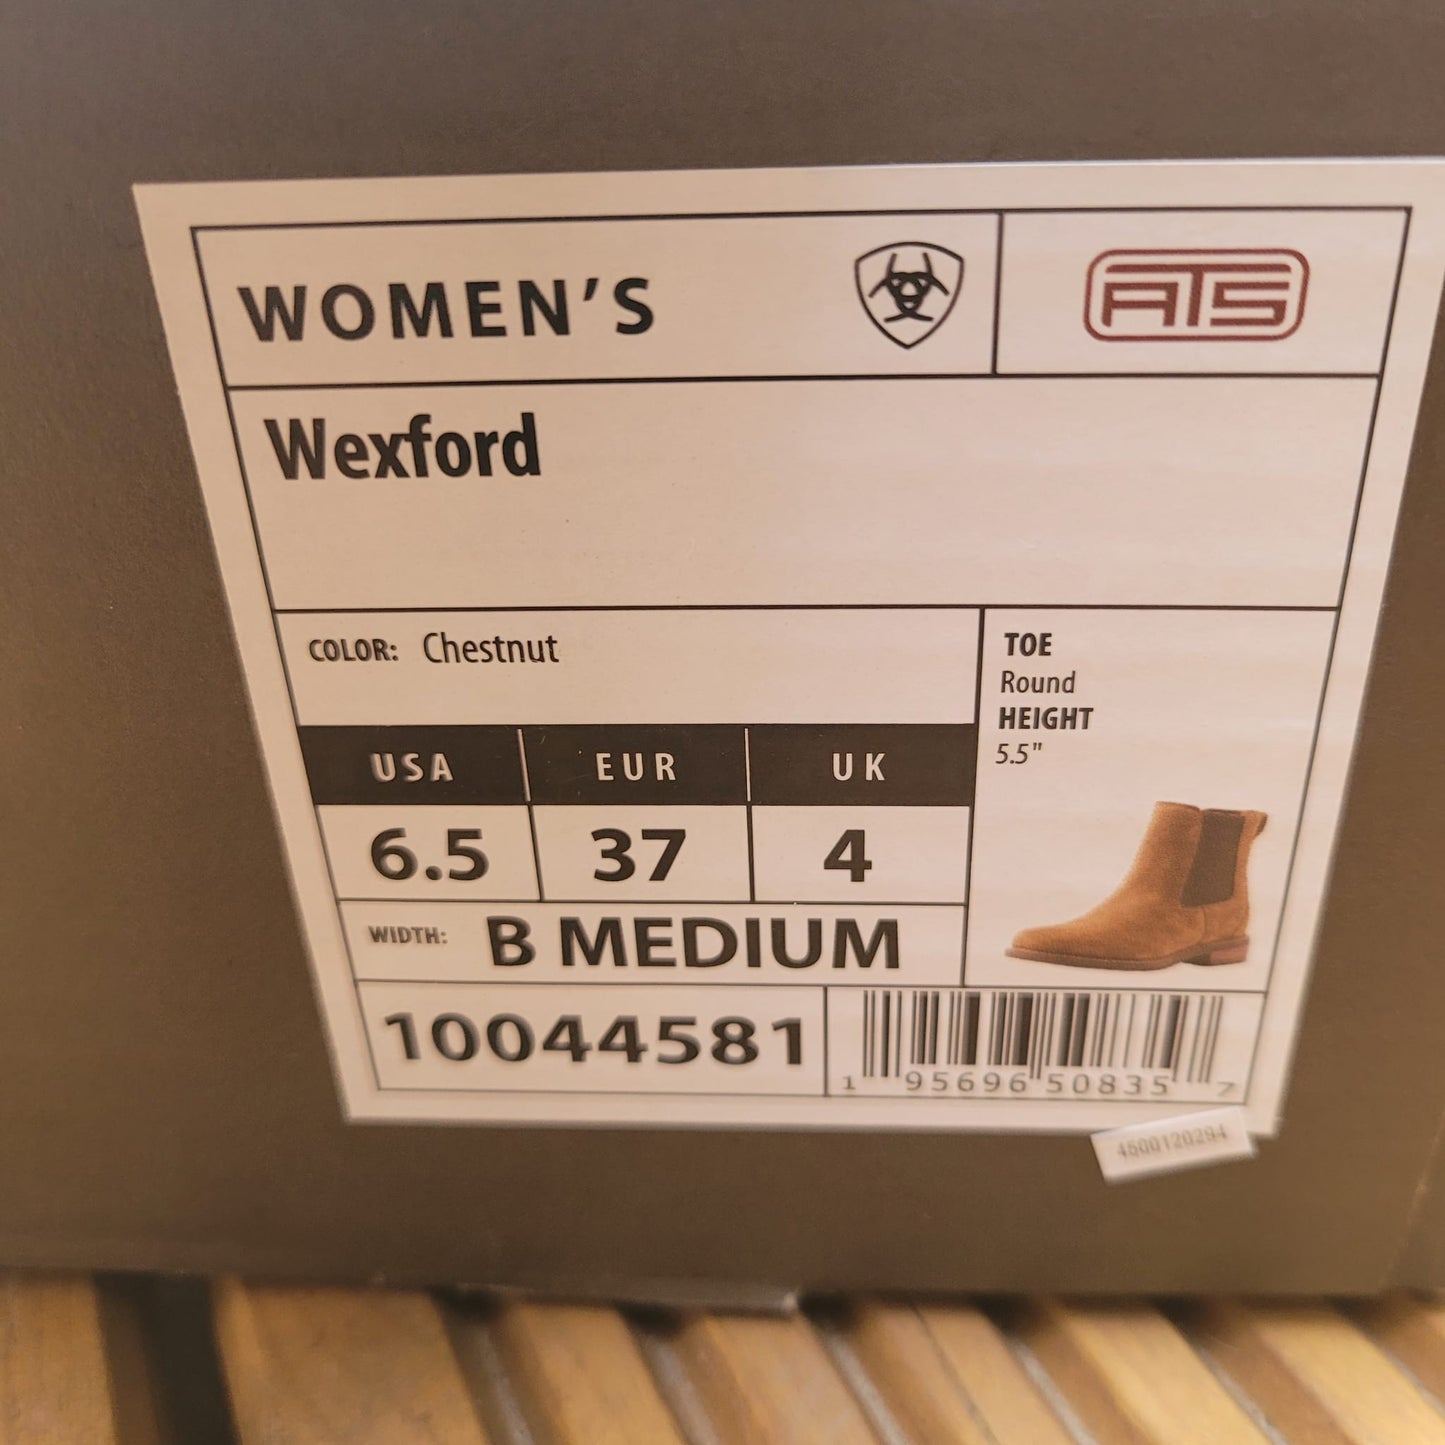 WOMEN'S
ATS
Wexford
COLOR: Chestnut
TOE
Round
HEIGHT
5.5"
USA EUR UK
6.5 37 4
WIDTH: B MEDIUM
10044581
1 95696 50835 7
4500120294